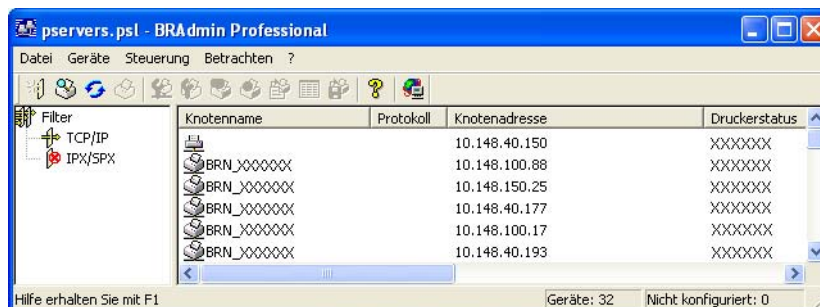 pservers.psl - BRAdmin Professional
Datei Geräte Steuerung Betrachten ?
Filter
TCP/IP
IPX/SPX
Knotenname Protokoll Knotenadresse Druckerstatus
10.148.40.150 XXXXXX
BRN_XXXXXX 10.148.100.88 XXXXXX
BRN_XXXXXX 10.148.150.25 XXXXXX
BRN_XXXXXX 10.148.40.177 XXXXXX
BRN_XXXXXX 10.148.100.17 XXXXXX
BRN_XXXXXX 10.148.40.193 XXXXXX
Hilfe erhalten Sie mit F1 Geräte: 32 Nicht konfiguriert: 0